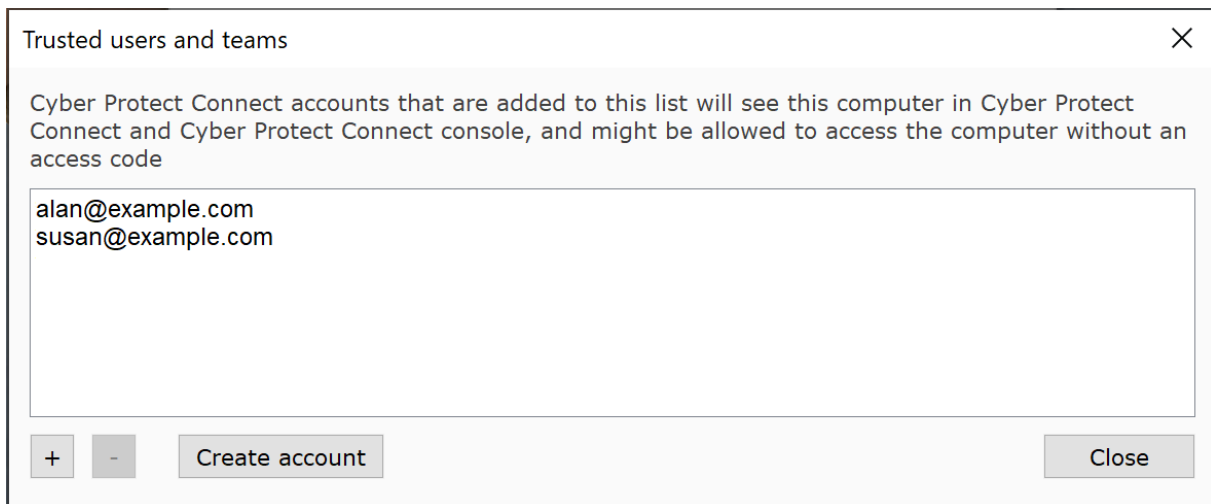 Trusted users and teams
Cyber Protect Connect accounts that are added to this list will see this computer in Cyber Protect
Connect and Cyber Protect Connect console, and might be allowed to access the computer without an
access code
alan@example.com
susan@example.com
+ - Create account Close